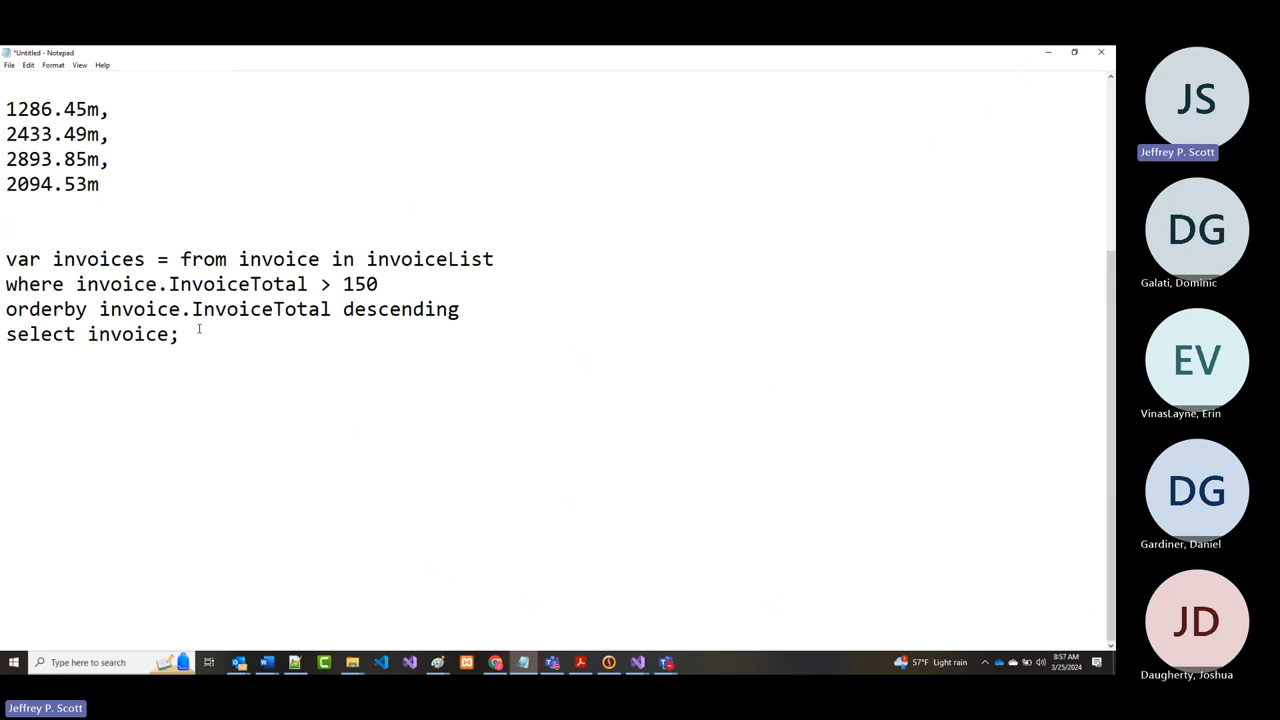 *Untitled - Notepad
File Edit Format View Help
1286.45m,
2433.49m,
2893.85m,
2094.53m
var invoices = from invoice in invoiceList
where invoice.InvoiceTotal > 150
orderby invoice.InvoiceTotal descending
select invoice;
JS
Jeffrey P. Scott
DG
Galati, Dominic
EV
VinasLayne, Erin
DG
Gardiner, Daniel
JD
Daugherty, Joshua
Type here to search
57°F Light rain
8:57 AM
3/25/2024
Jeffrey P. Scott